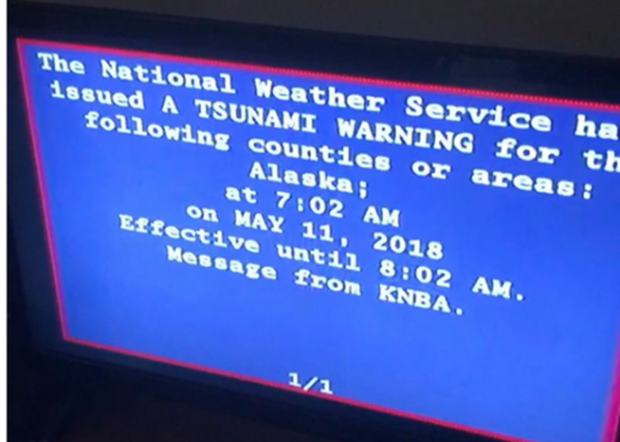 The National Weather Service ha
issued A TSUNAMI WARNING for th
following counties or areas:
Alaska;
at 7:02 AM
on MAY 11, 2018
Effective until 8:02 AM.
Message from KNBA.
1/1